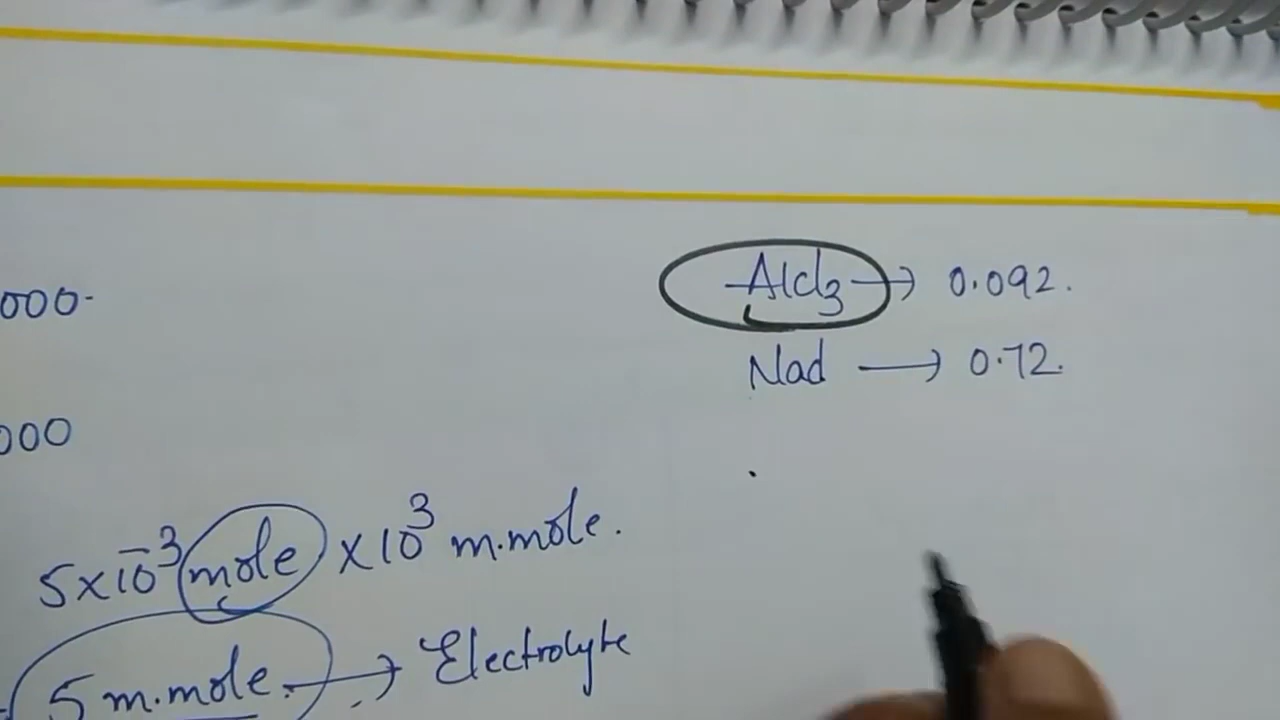 000.
AlCl3 → 0.092.
Nacl → 0.72.
000
5×10⁻³ mole ×10³ m.mole.
5 m.mole. → Electrolyte